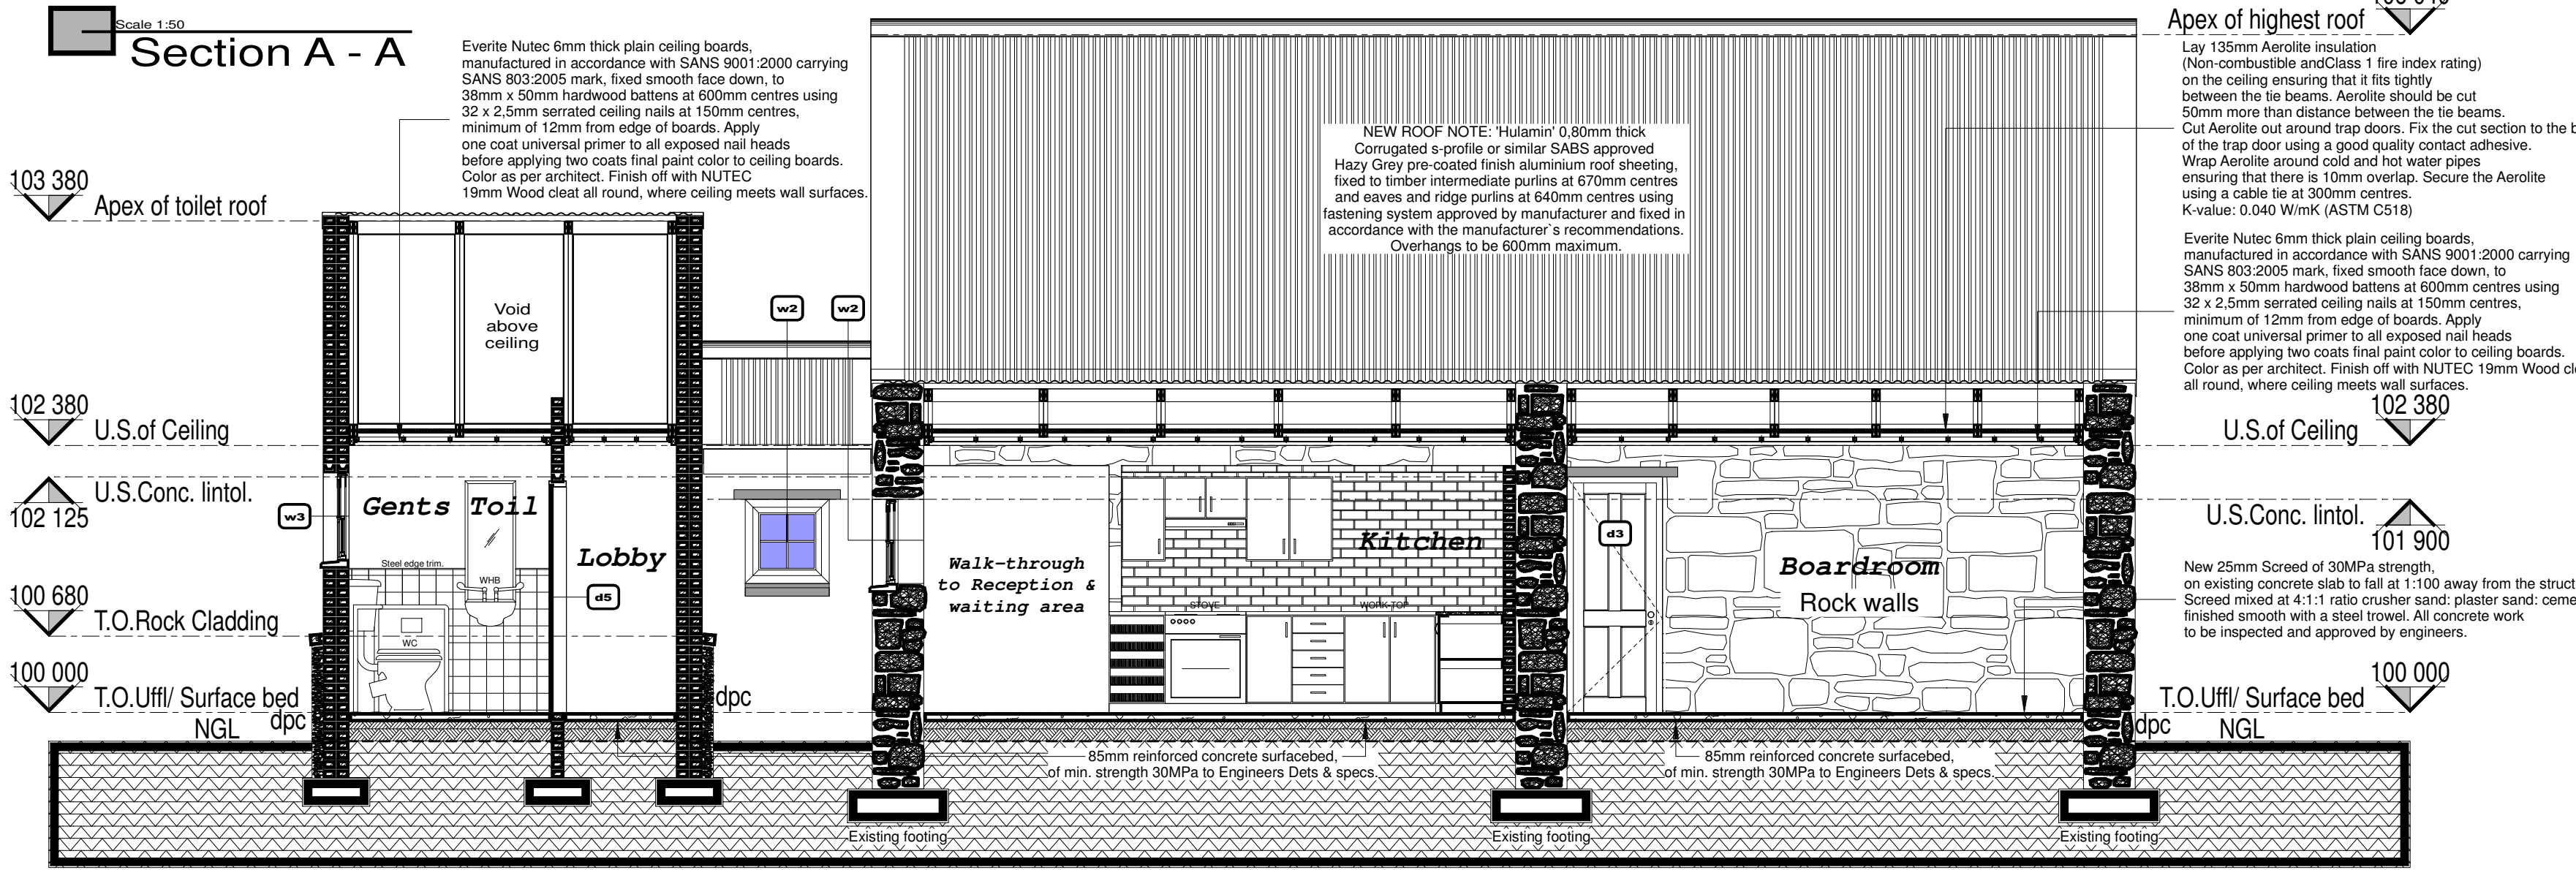 Scale 1:50
Section A - A
Everite Nutec 6mm thick plain ceiling boards,
manufactured in accordance with SANS 9001:2000 carrying
SANS 803:2005 mark, fixed smooth face down, to
38mm x 50mm hardwood battens at 600mm centres using
32 x 2,5mm serrated ceiling nails at 150mm centres,
minimum of 12mm from edge of boards. Apply
one coat universal primer to all exposed nail heads
before applying two coats final paint color to ceiling boards.
Color as per architect. Finish off with NUTEC
19mm Wood cleat all round, where ceiling meets wall surfaces.
NEW ROOF NOTE: 'Hulamin' 0,80mm thick
Corrugated s-profile or similar SABS approved
Hazy Grey pre-coated finish aluminium roof sheeting,
fixed to timber intermediate purlins at 670mm centres
and eaves and ridge purlins at 640mm centres using
fastening system approved by manufacturer and fixed in
accordance with the manufacturer`s recommendations.
Overhangs to be 600mm maximum.
Apex of highest roof
Lay 135mm Aerolite insulation
(Non-combustible andClass 1 fire index rating)
on the ceiling ensuring that it fits tightly
between the tie beams. Aerolite should be cut
50mm more than distance between the tie beams.
Cut Aerolite out around trap doors. Fix the cut section to the
of the trap door using a good quality contact adhesive.
Wrap Aerolite around cold and hot water pipes
ensuring that there is 10mm overlap. Secure the Aerolite
using a cable tie at 300mm centres.
K-value: 0.040 W/mK (ASTM C518)
Everite Nutec 6mm thick plain ceiling boards,
manufactured in accordance with SANS 9001:2000 carrying
SANS 803:2005 mark, fixed smooth face down, to
38mm x 50mm hardwood battens at 600mm centres using
32 x 2,5mm serrated ceiling nails at 150mm centres,
minimum of 12mm from edge of boards. Apply
one coat universal primer to all exposed nail heads
before applying two coats final paint color to ceiling boards.
Color as per architect. Finish off with NUTEC 19mm Wood
all round, where ceiling meets wall surfaces.
103 380
Apex of toilet roof
102 380
U.S.of Ceiling
U.S.Conc. lintol.
102 125
100 680
T.O.Rock Cladding
100 000
T.O.Uffl/ Surface bed
NGL
dpc
Void
above
ceiling
w2
w2
w3
Gents Toil
Steel edge trim.
WHB
WC
Lobby
d5
dpc
Walk-through
to Reception &
waiting area
Kitchen
STOVE
WORK-TOP
d3
Boardroom
Rock walls
102 380
U.S.of Ceiling
U.S.Conc. lintol.
101 900
New 25mm Screed of 30MPa strength,
on existing concrete slab to fall at 1:100 away from the
Screed mixed at 4:1:1 ratio crusher sand: plaster sand:
finished smooth with a steel trowel. All concrete work
to be inspected and approved by engineers.
100 000
T.O.Uffl/ Surface bed
dpc
NGL
85mm reinforced concrete surfacebed,
of min. strength 30MPa to Engineers Dets & specs.
85mm reinforced concrete surfacebed,
of min. strength 30MPa to Engineers Dets & specs.
Existing footing
Existing footing
Existing footing